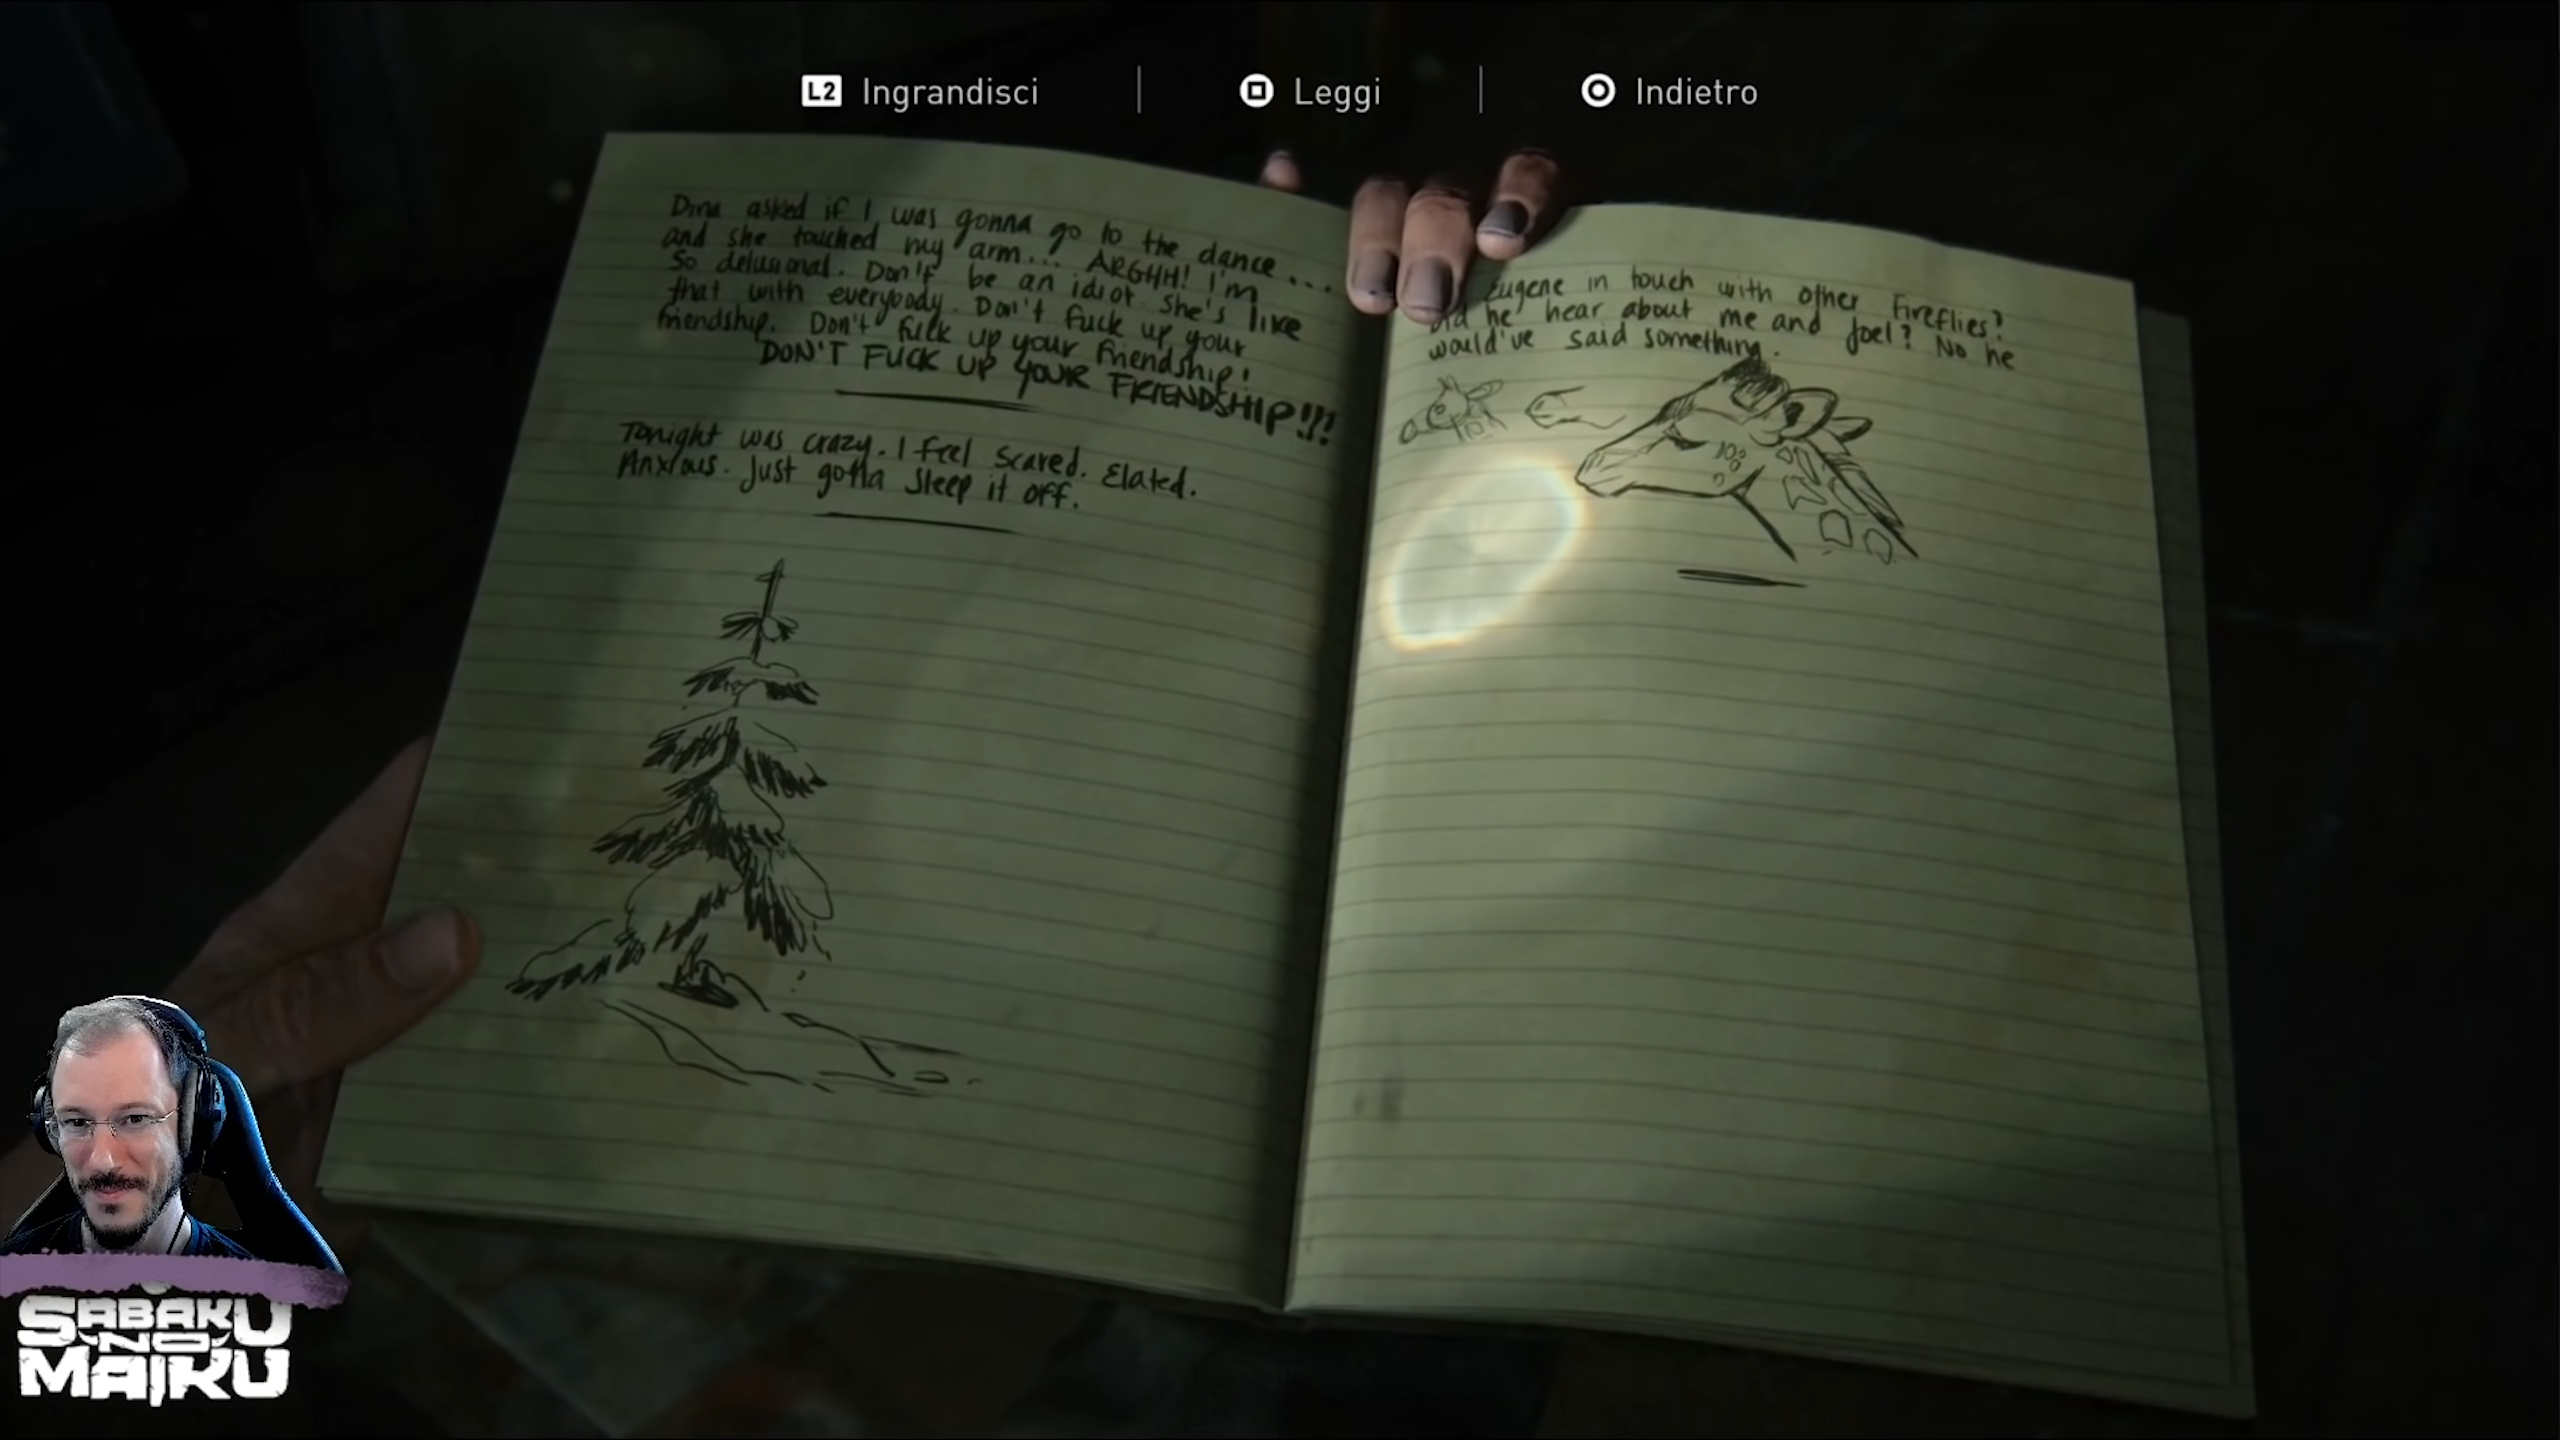 L2 Ingrandisci
Leggi
Indietro
Dina asked if I was gonna go to the dance...
and she touched my arm... ARGHH! I'm
so delusional. Don't be an idiot. She's like
that with everybody. Don't fuck up your
friendship. Don't fuck up your friendship!
DON'T FUCK UP YOUR FRIENDSHIP!!!
Tonight was crazy. I feel scared. Elated.
Anxious. Just gotta sleep it off.
Eugene in touch with other Fireflies?
he hear about me and Joel? No he
would've said something.
SABAKU
NO
MAIKU